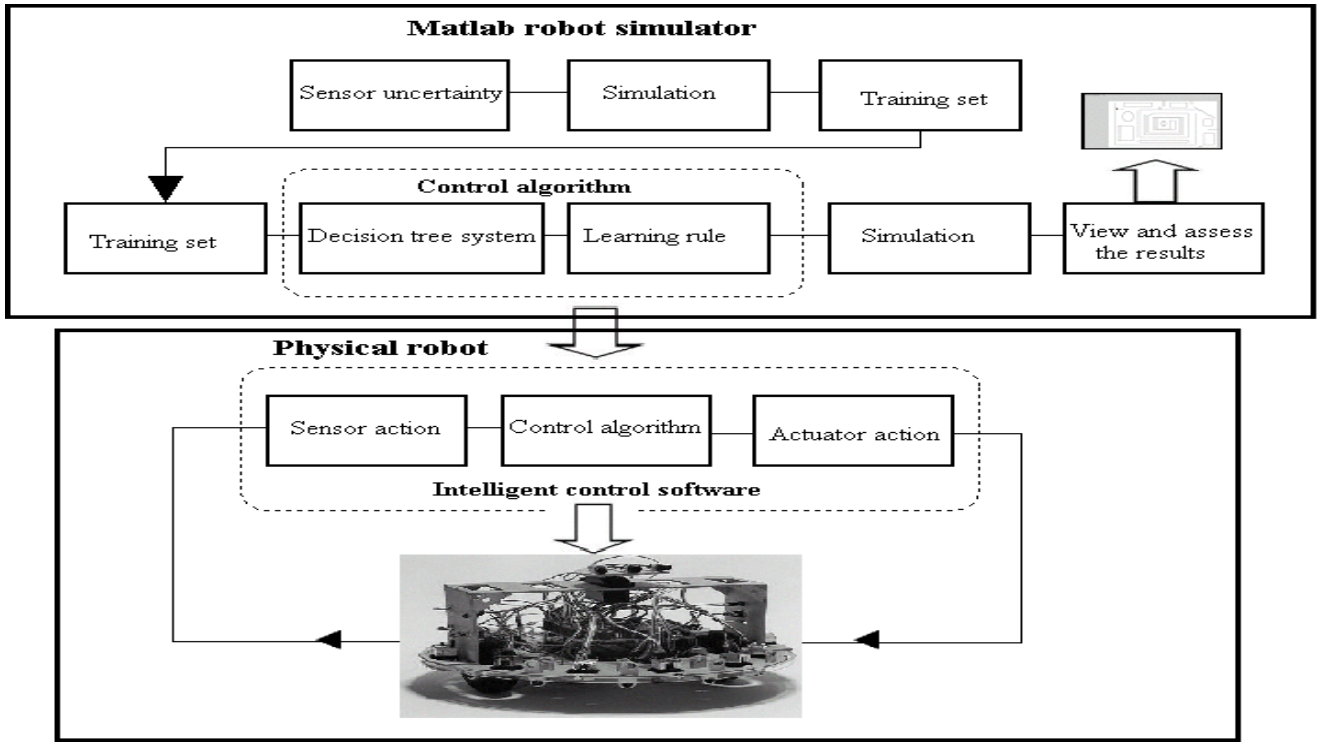 Matlab robot simulator
Sensor uncertainty
Simulation
Training set
Control algorithm
Training set
Decision tree system
Learning rule
Simulation
View and assess
the results
Physical robot
Sensor action
Control algorithm
Actuator action
Intelligent control software